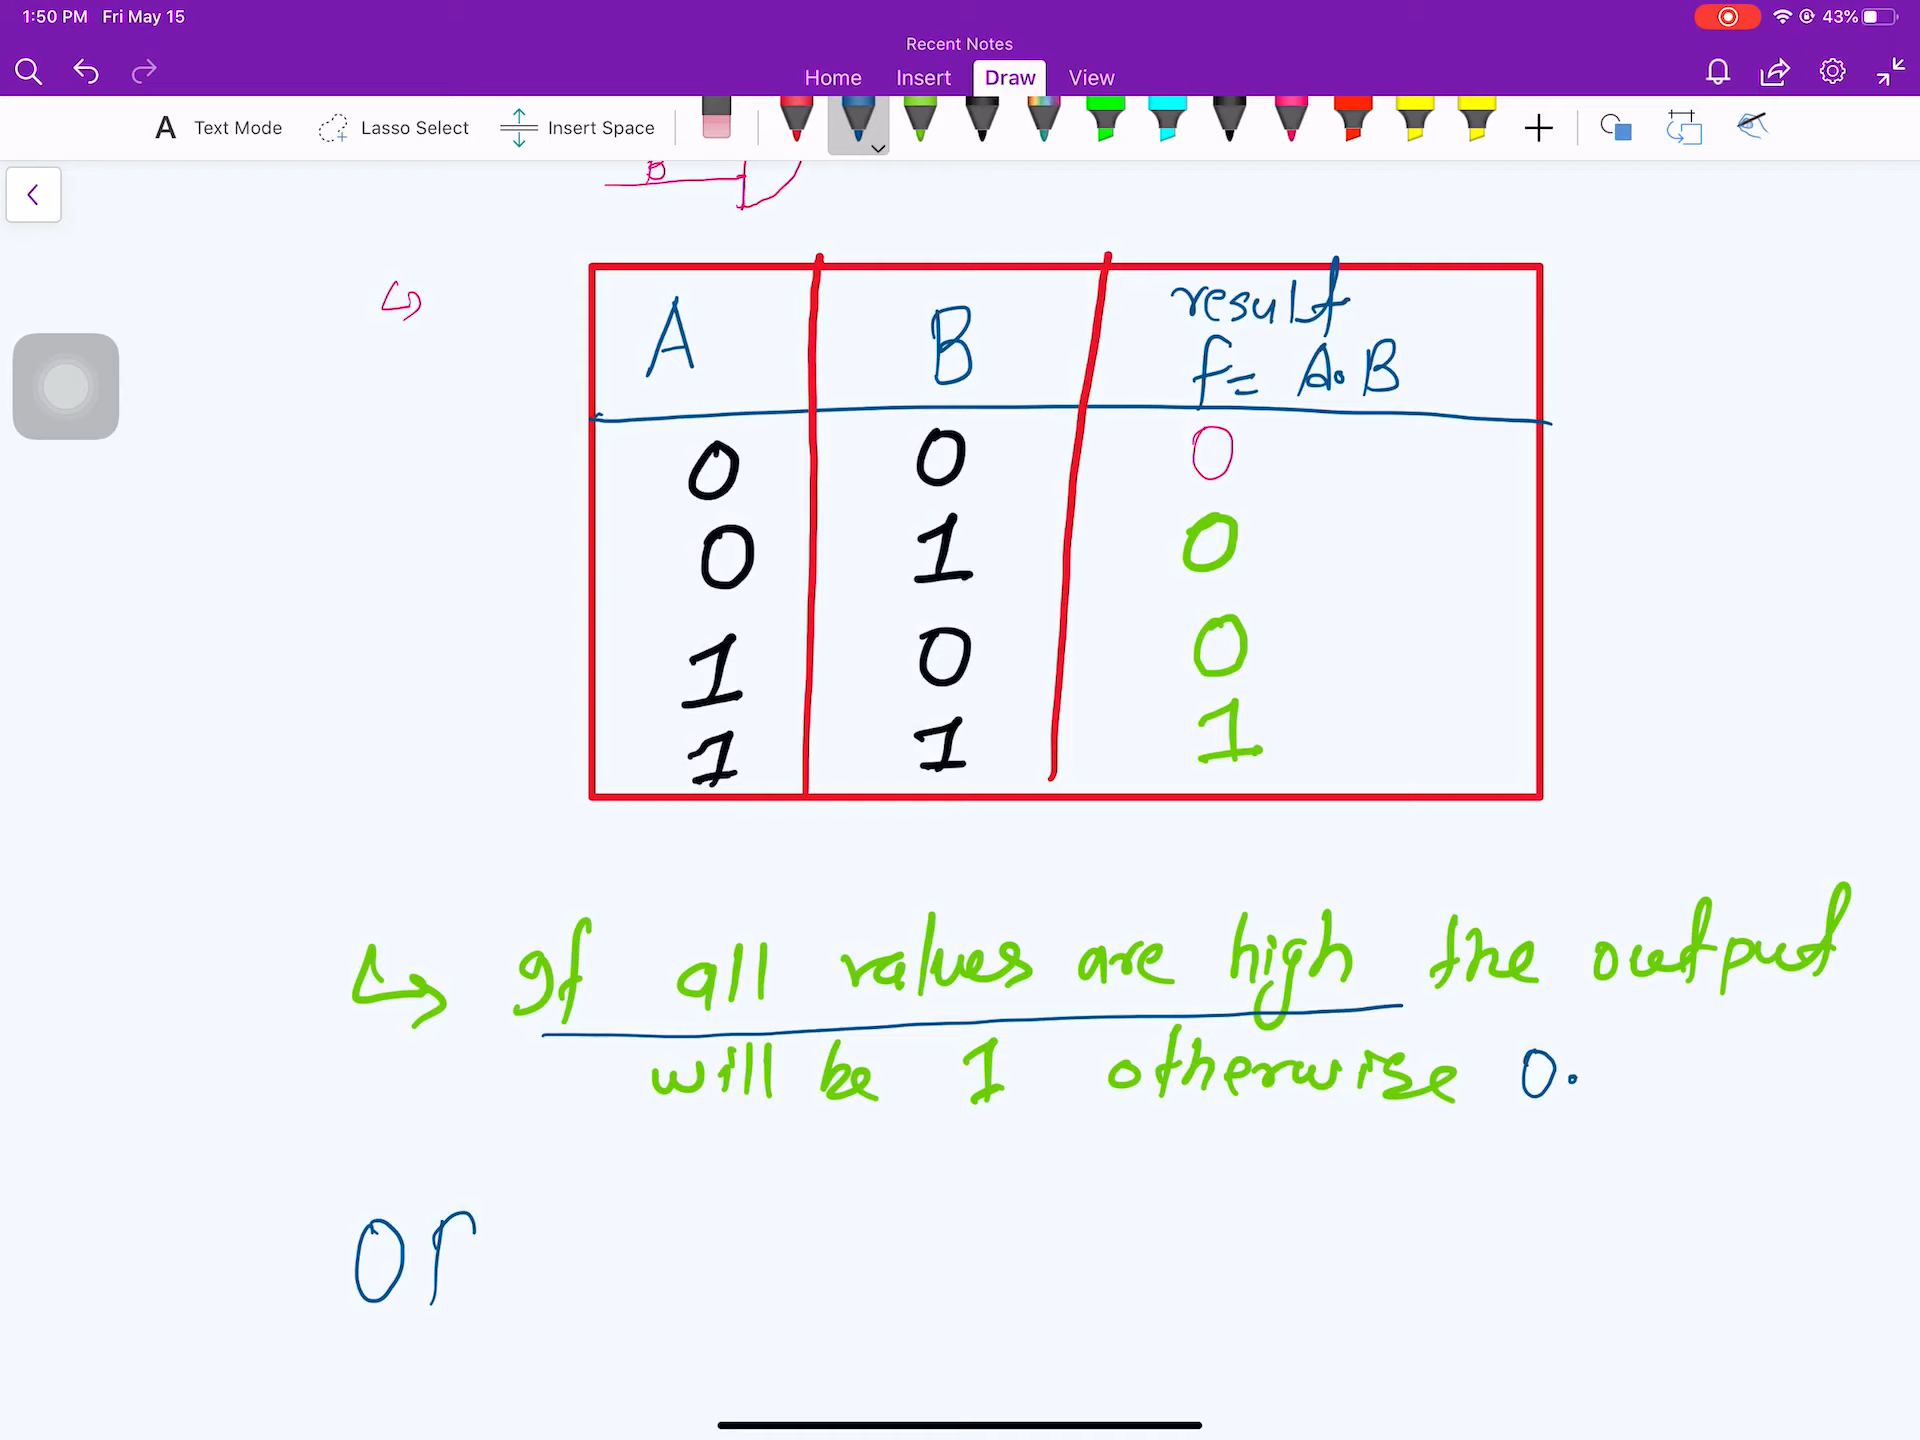 1:50 PM Fri May 15
43%
Recent Notes
Home Insert Draw View
A Text Mode Lasso Select Insert Space
B
A B result
f = A.B
0 0 0
0 1 0
1 0 0
1 1 1
If all values are high the output
will be 1 otherwise 0.
or